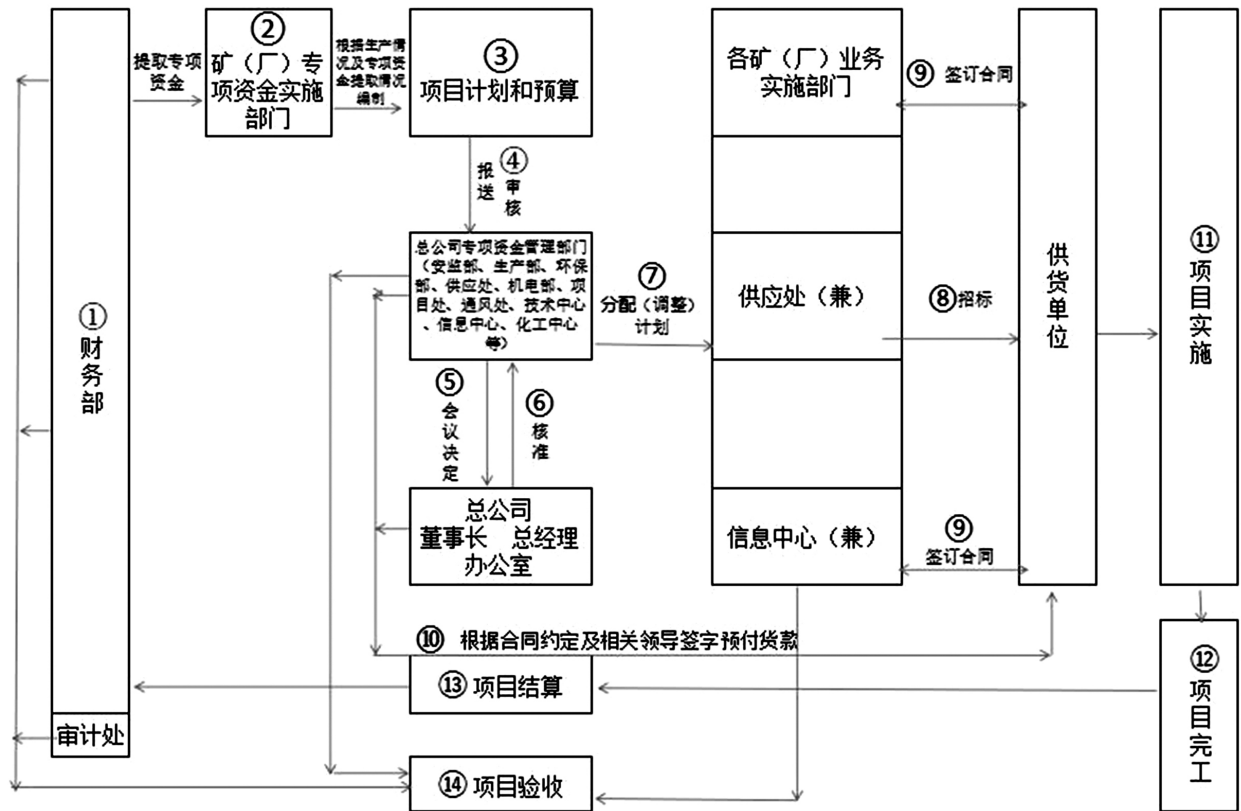 ①
财务部
审计处
提取专项
资金
②
矿（厂）专
项资金实施
部门
根据生产情
况及专项资
金提取情况
编制
③
项目计划和预算
④
报送
审核
总公司专项资金管理部门
（安监部、生产部、环保
部、供应处、机电部、项
目处、通风处、技术中心
、信息中心、化工中心
等）
⑤
会议决定
⑥
核准
总公司
董事长 总经理
办公室
⑦
分配（调整）
计划
各矿（厂）业务
实施部门
供应处（兼）
信息中心（兼）
⑨ 签订合同
⑧招标
⑨
签订合同
供货单位
⑪
项目实施
⑩ 根据合同约定及相关领导签字预付货款
⑫
项目完工
⑬ 项目结算
⑭ 项目验收